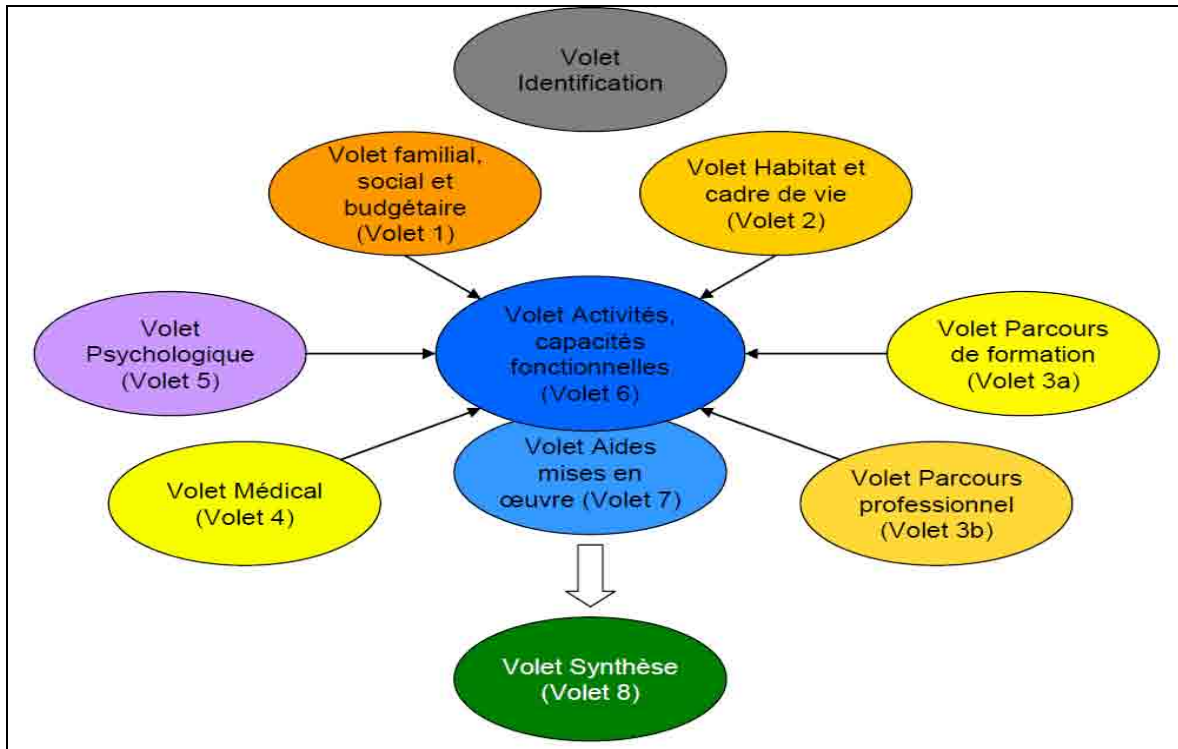 Volet
Identification
Volet familial,
social et
budgétaire
(Volet 1)
Volet Habitat et
cadre de vie
(Volet 2)
Volet
Psychologique
(Volet 5)
Volet Activités,
capacités
fonctionnelles
(Volet 6)
Volet Parcours
de formation
(Volet 3a)
Volet Médical
(Volet 4)
Volet Aides
mises en
œuvre (Volet 7)
Volet Parcours
professionnel
(Volet 3b)
Volet Synthèse
(Volet 8)